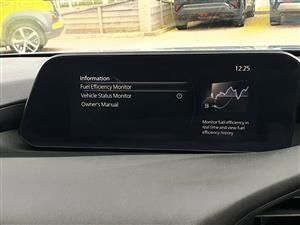 12:25
Information
Fuel Efficiency Monitor
Vehicle Status Monitor
Owner's Manual
Monitor fuel efficiency in
real time and view fuel
efficiency history